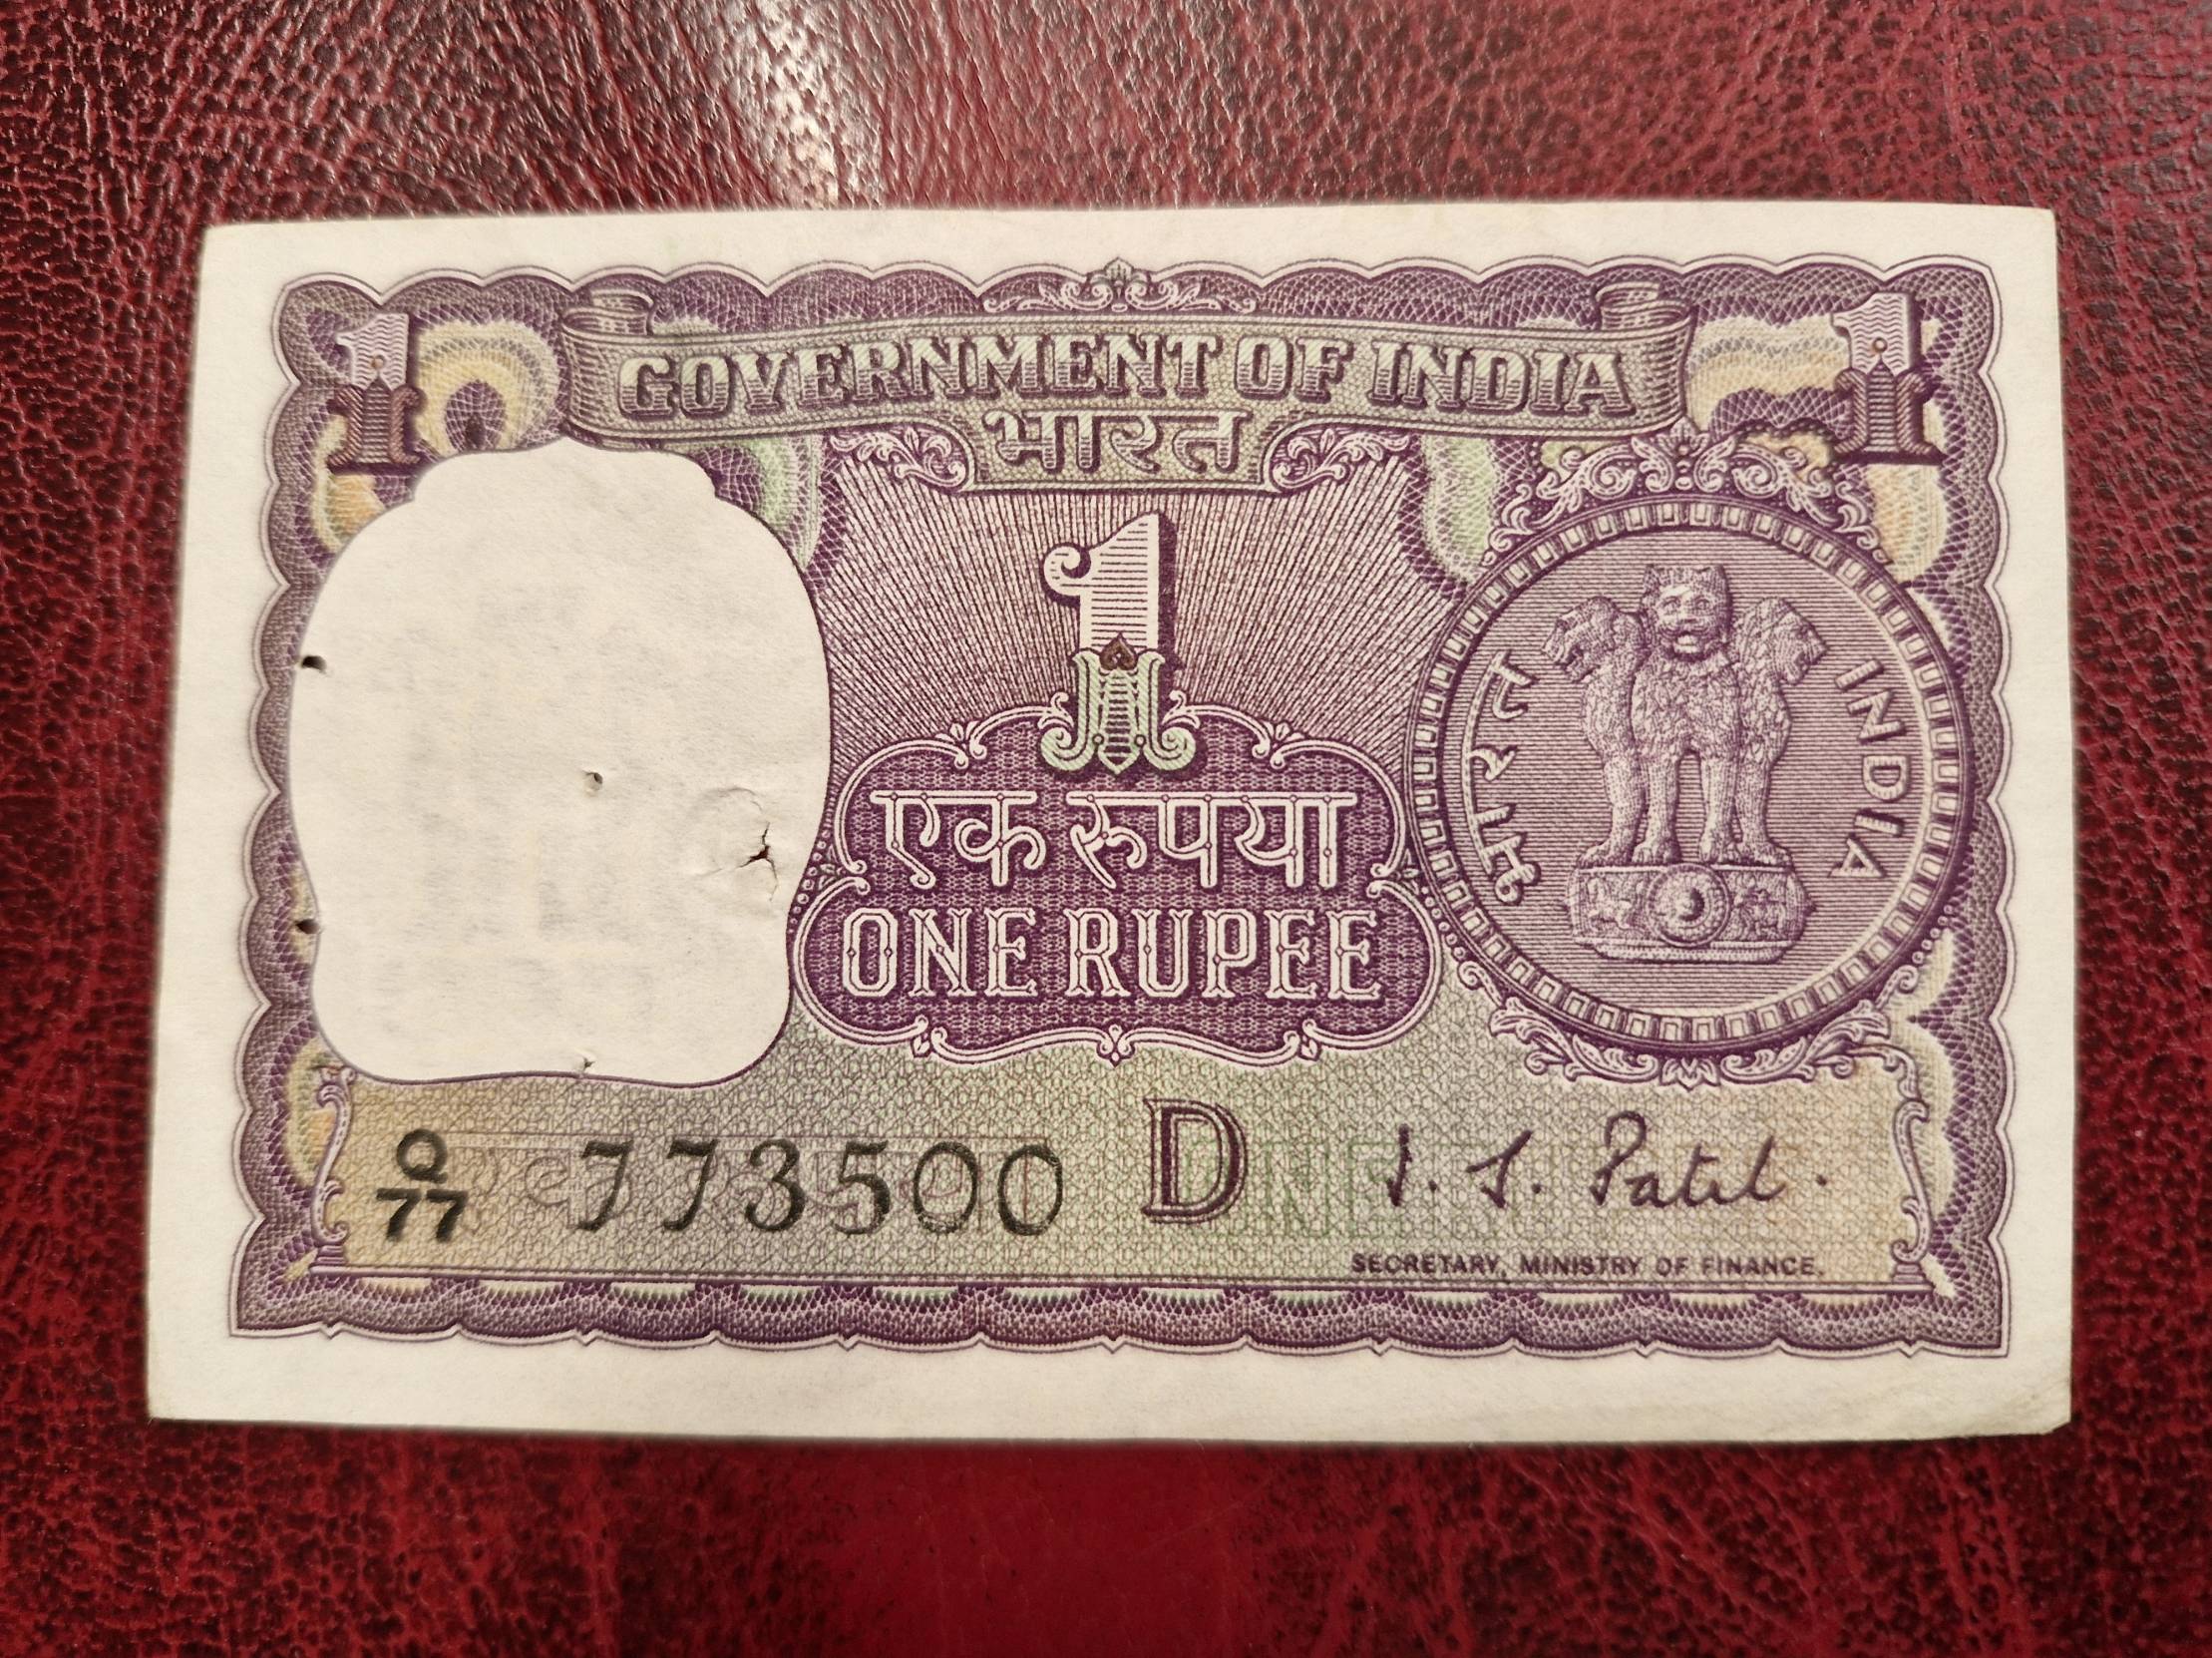 1 GOVERNMENT OF INDIA 1
भारत
1
भारत INDIA
एक रुपया
ONE RUPEE
Q
77 773500 D I. G. Patel.
SECRETARY, MINISTRY OF FINANCE.